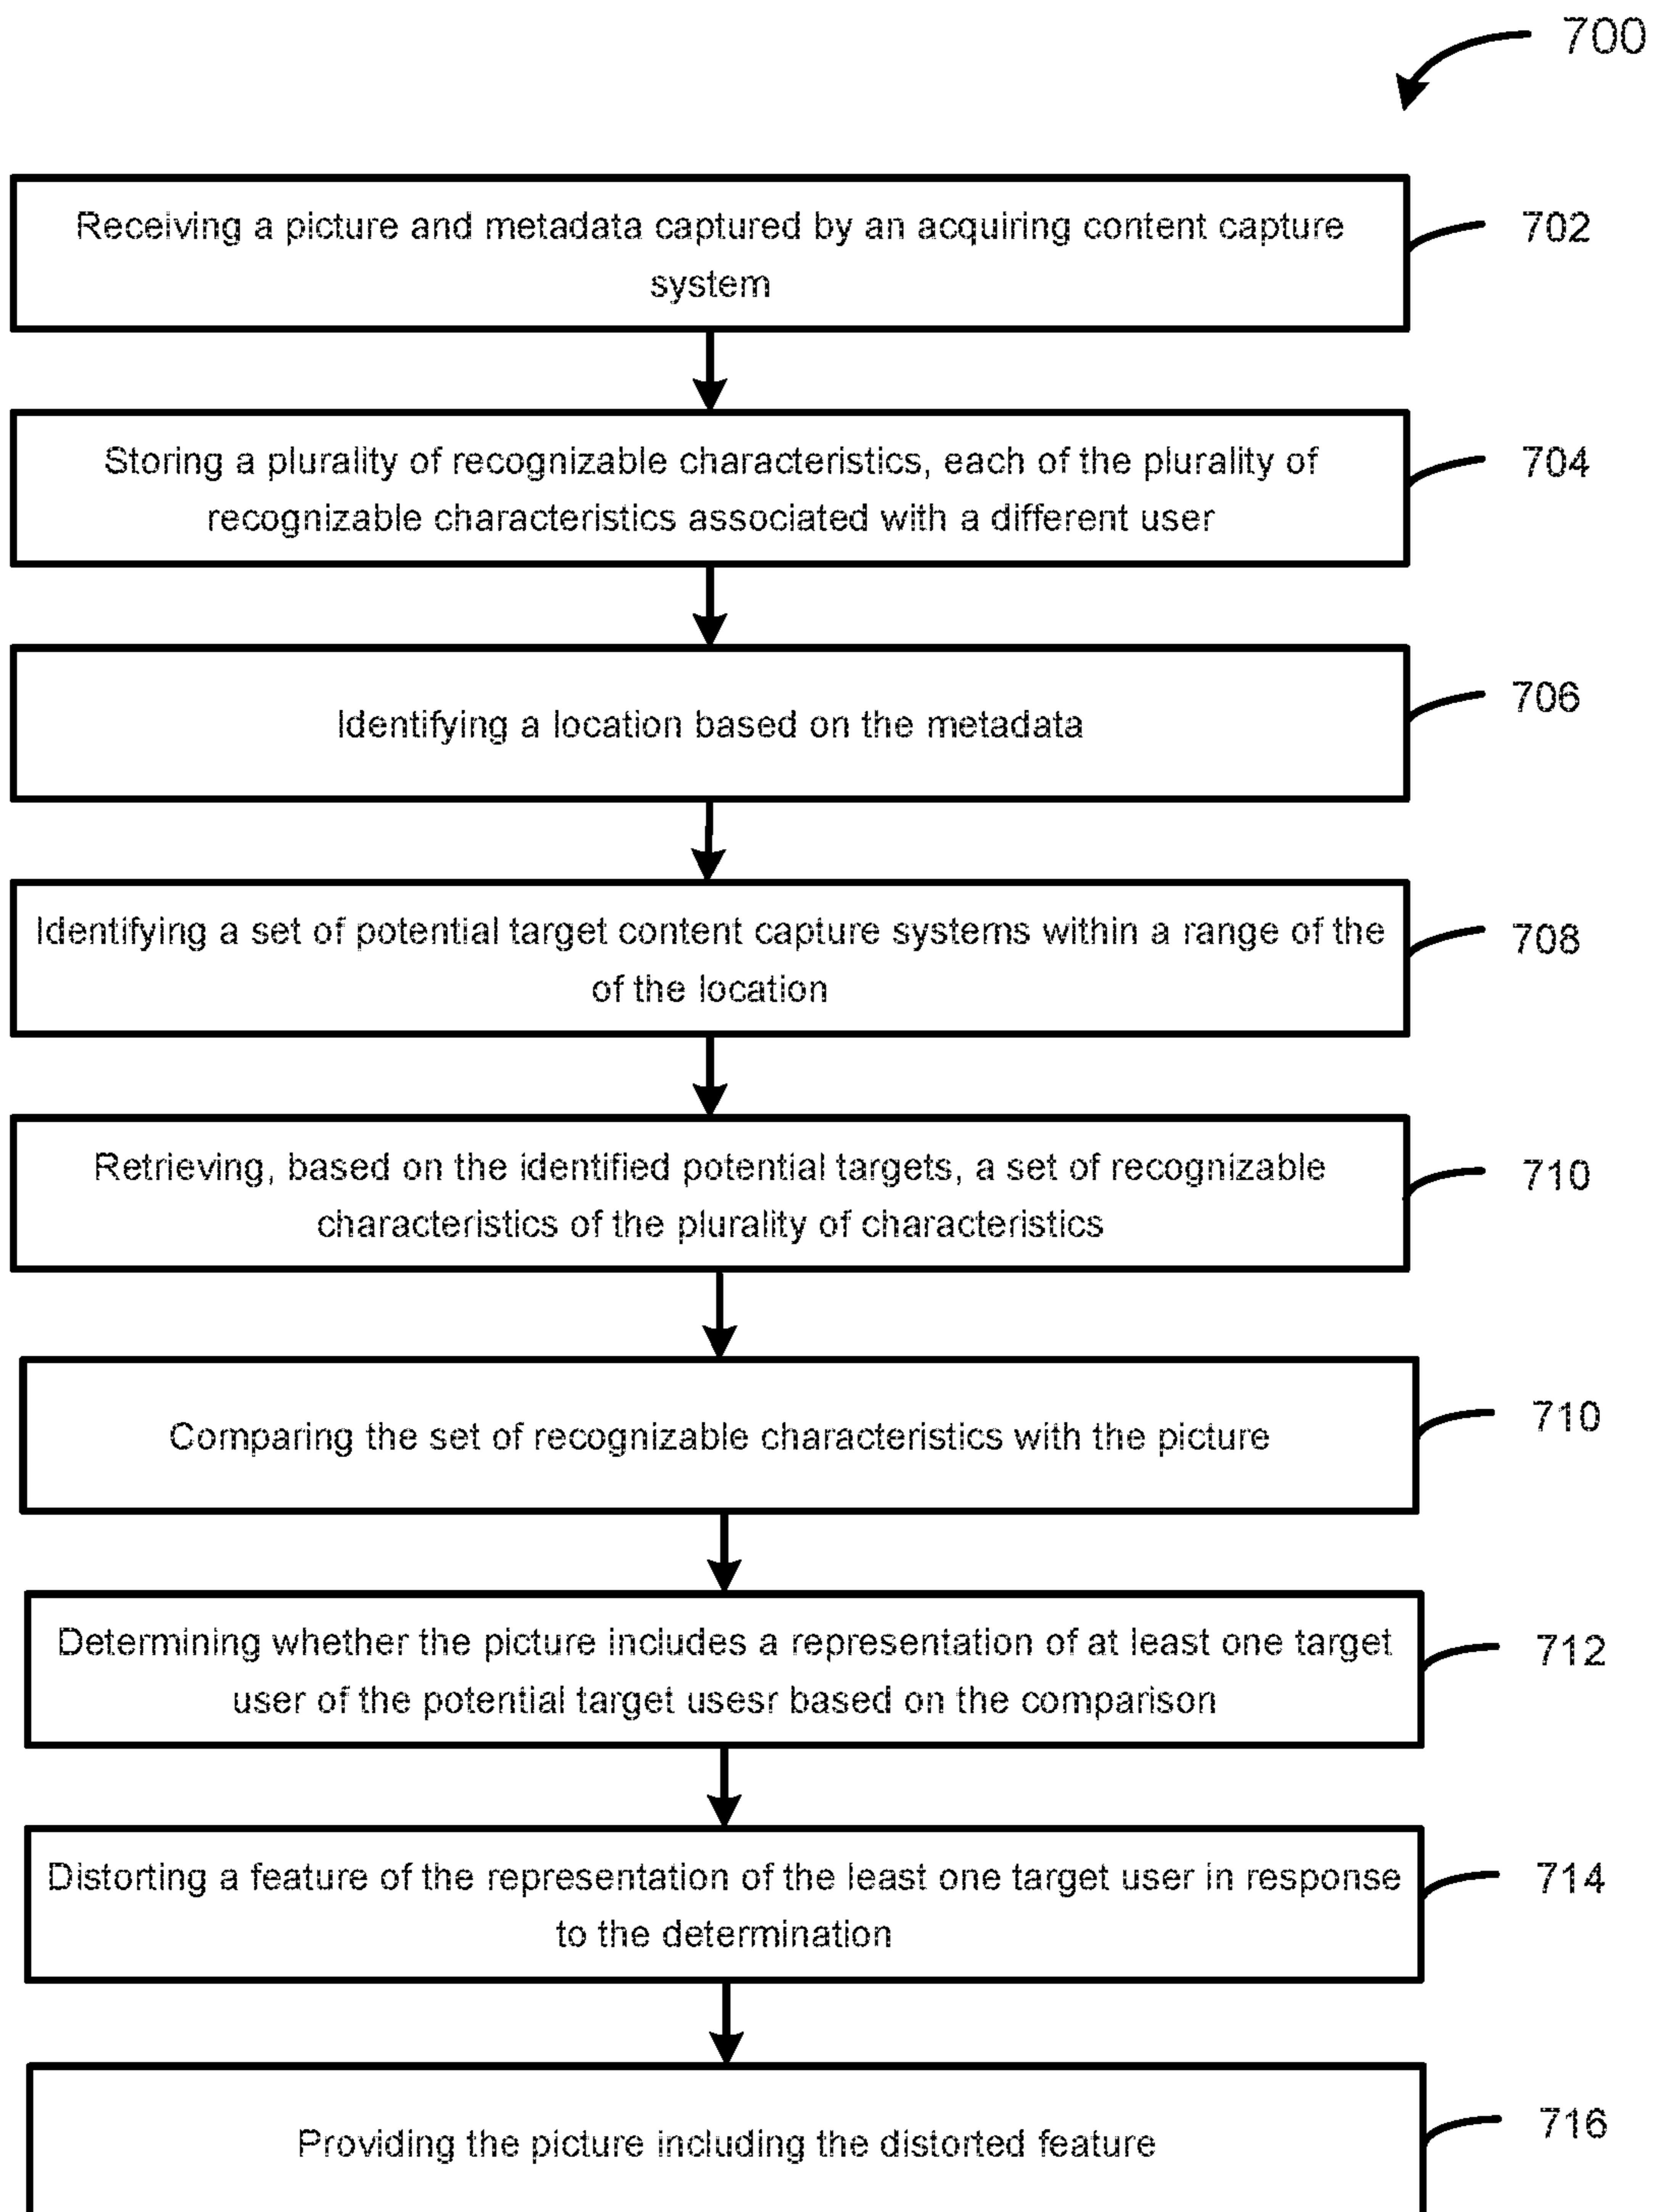 700
Receiving a picture and metadata captured by an acquiring content capture
system
702
Storing a plurality of recognizable characteristics, each of the plurality of
recognizable characteristics associated with a different user
704
Identifying a location based on the metadata
706
Identifying a set of potential target content capture systems within a range of the
of the location
708
Retrieving, based on the identified potential targets, a set of recognizable
characteristics of the plurality of characteristics
710
Comparing the set of recognizable characteristics with the picture
710
Determining whether the picture includes a representation of at least one target
user of the potential target usesr based on the comparison
712
Distorting a feature of the representation of the least one target user in response
to the determination
714
Providing the picture including the distorted feature
716